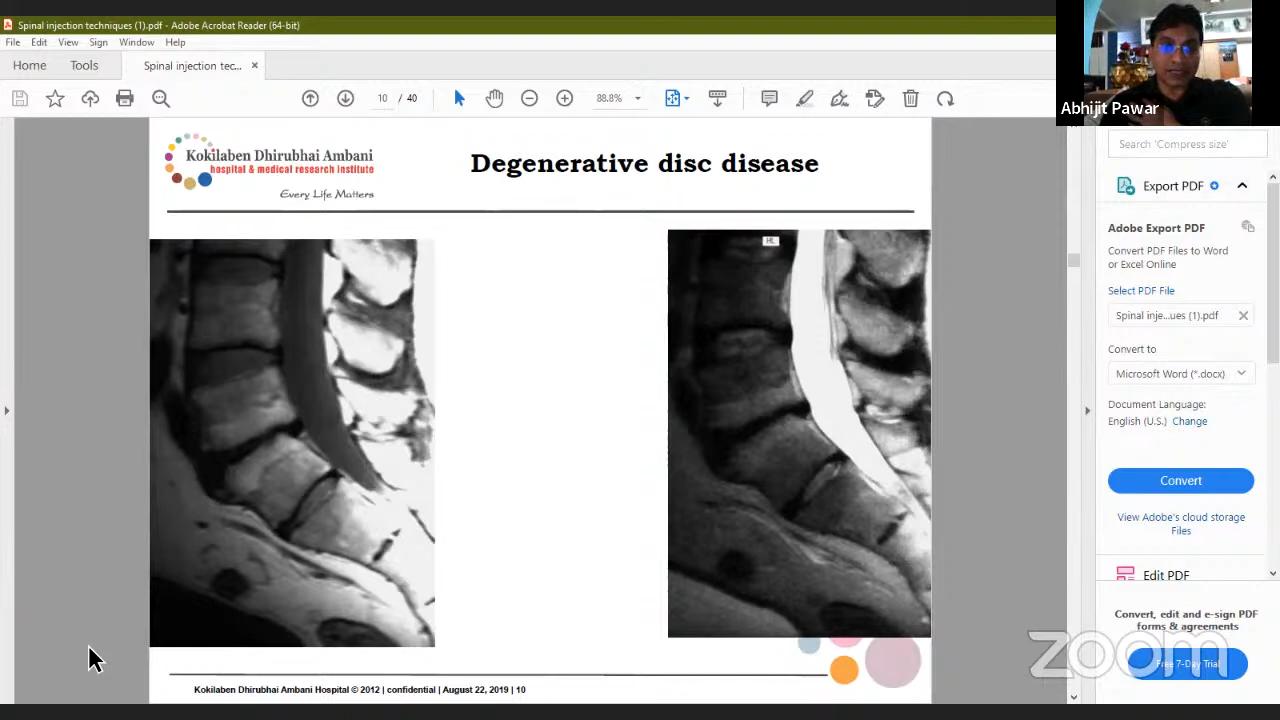 Spinal injection techniques (1).pdf - Adobe Acrobat Reader (64-bit)
File Edit View Sign Window Help
Home Tools Spinal injection tec... ×
10 / 40 88.8%
Abhijit Pawar
Kokilaben Dhirubhai Ambani
hospital & medical research institute
Every Life Matters
Degenerative disc disease
HL
Kokilaben Dhirubhai Ambani Hospital © 2012 | confidential | August 22, 2019 | 10
Search 'Compress size'
Export PDF
Adobe Export PDF
Convert PDF Files to Word
or Excel Online
Select PDF File
Spinal inje...ues (1).pdf
Convert to
Microsoft Word (*.docx)
Document Language:
English (U.S.) Change
Convert
View Adobe's cloud storage
Files
Edit PDF
Convert, edit and e-sign PDF
forms & agreements
Free 7-Day Trial
zoom